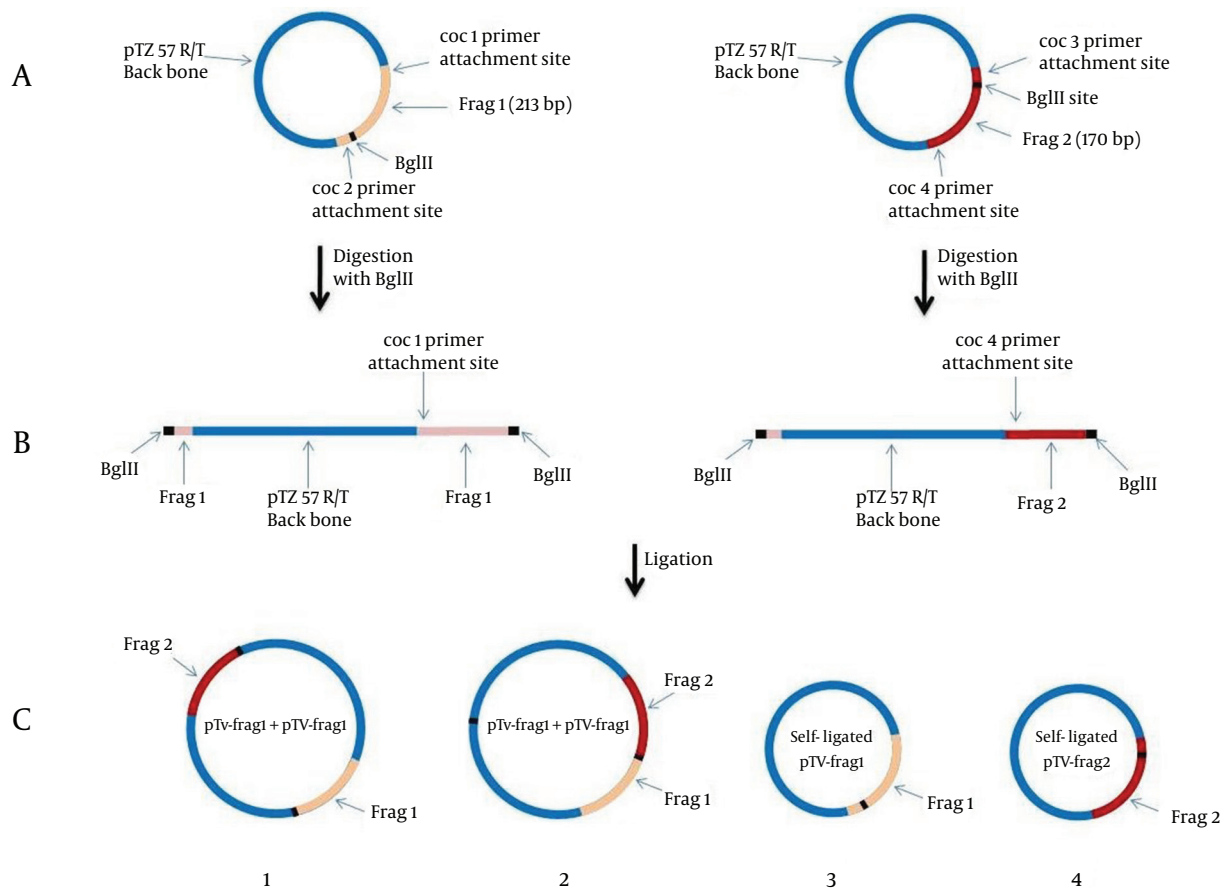 A
pTZ 57 R/T
Back bone
coc 1 primer
attachment site
Frag 1 (213 bp)
BglII
coc 2 primer
attachment site
pTZ 57 R/T
Back bone
coc 3 primer
attachment site
BglII site
Frag 2 (170 bp)
coc 4 primer
attachment site
Digestion
with BglII
Digestion
with BglII
B
coc 1 primer
attachment site
BglII
Frag 1
pTZ 57 R/T
Back bone
Frag 1
BglII
coc 4 primer
attachment site
BglII
pTZ 57 R/T
Back bone
Frag 2
BglII
Ligation
C
Frag 2
pTv-frag1 + pTV-frag1
Frag 1
Frag 2
pTv-frag1 + pTV-frag1
Frag 1
Self- ligated
pTV-frag1
Frag 1
Self- ligated
pTV-frag2
Frag 2
1
2
3
4